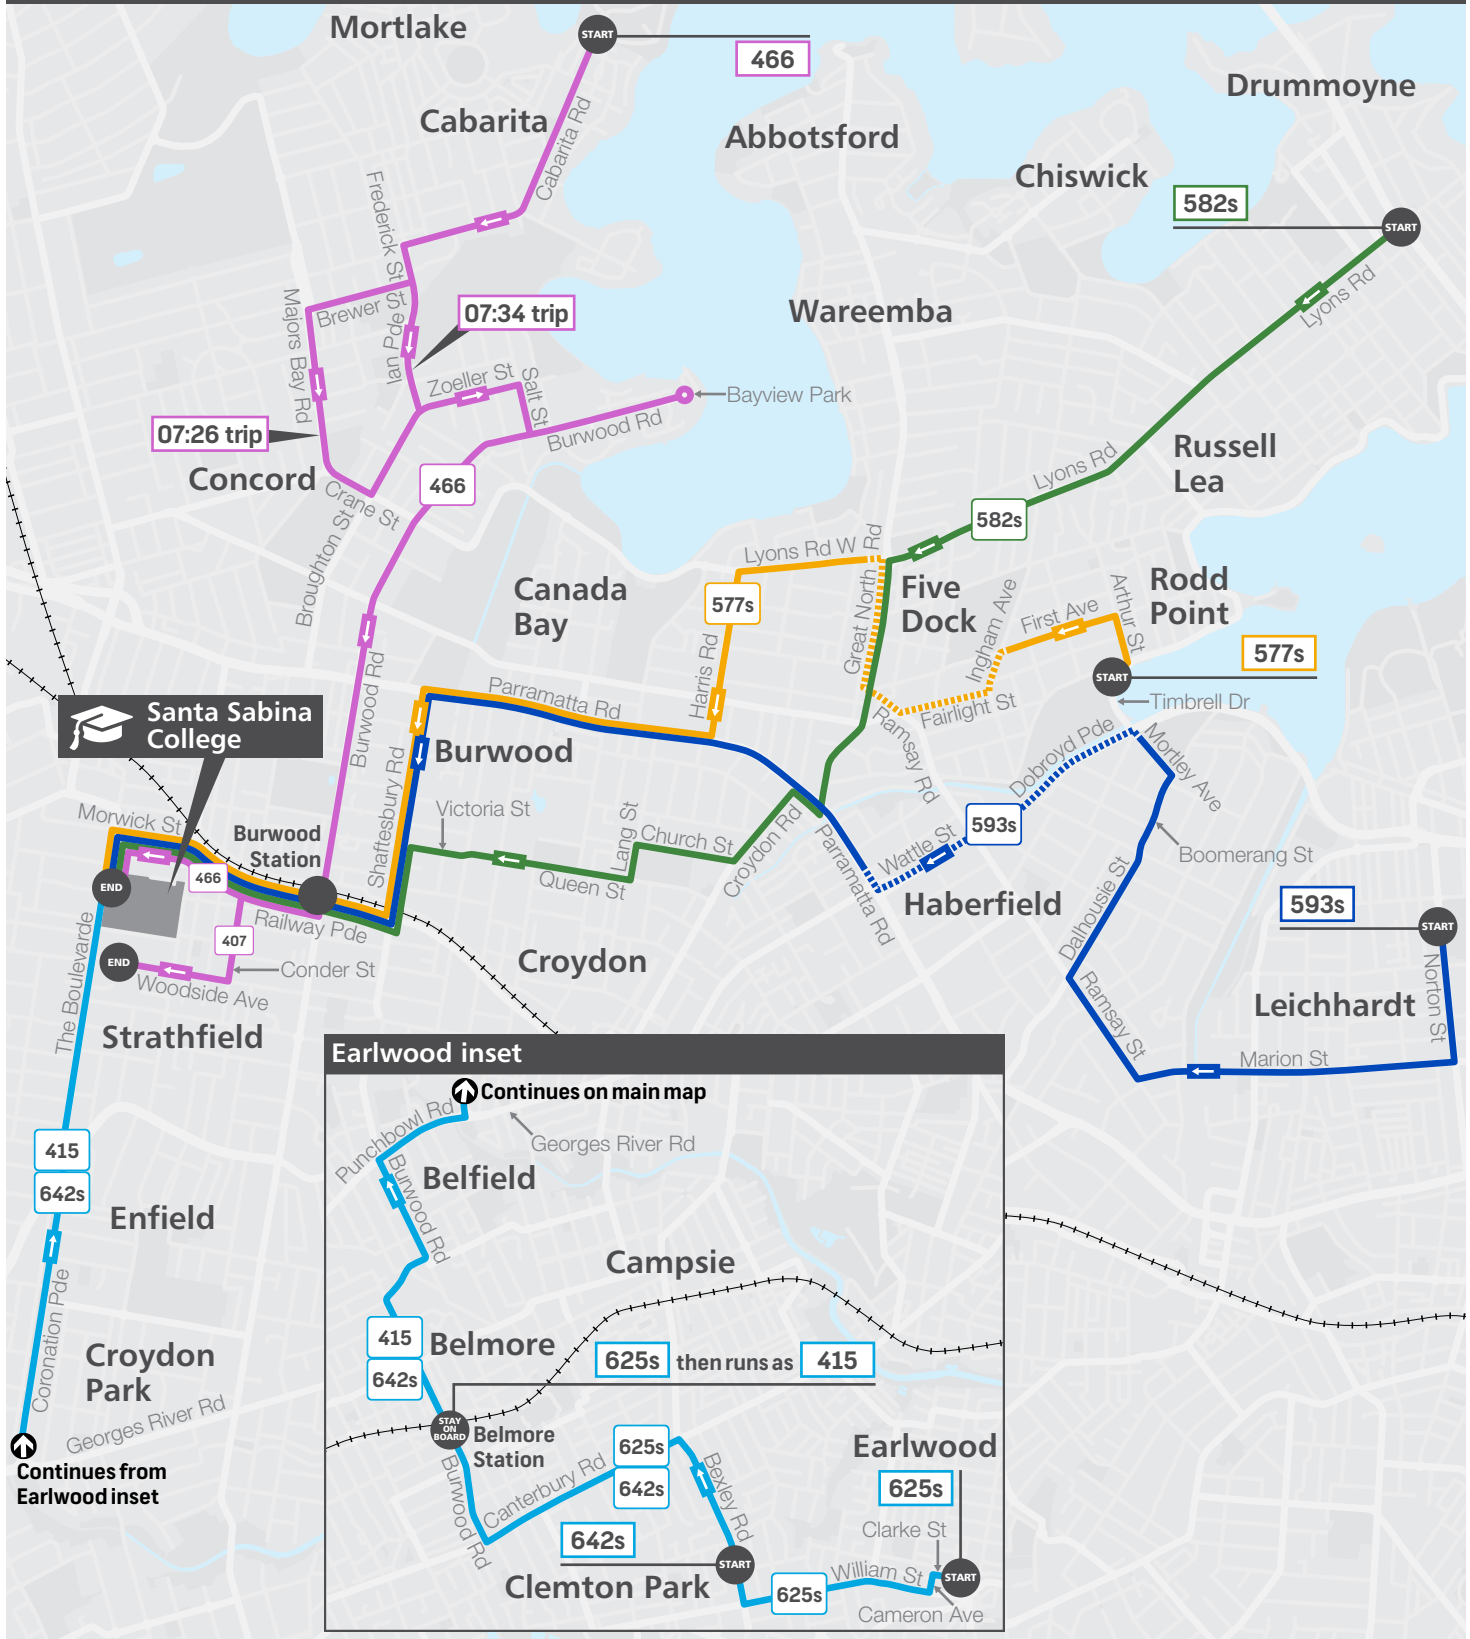 Mortlake
START
466
Drummoyne
Cabarita
Cabarita Rd
Abbotsford
Chiswick
582s
START
Frederick St
Lyons Rd
Majors Bay Rd
Brewer St
Ian Pde
07:34 trip
Wareemba
Zoeller St
Salt St
Bayview Park
Burwood Rd
07:26 trip
Concord
466
Crane St
Broughton St
Russell
Lea
Lyons Rd
582s
Lyons Rd W
Great North Rd
Canada
Bay
577s
Five
Dock
Ingham Ave
First Ave
Arthur St
Rodd
Point
577s
START
Timbrell Dr
Harris Rd
Fairlight St
Ramsay Rd
Parramatta Rd
Burwood Rd
Santa Sabina
College
Burwood
Shaftesbury Rd
Dobroyd Pde
Mortley Ave
Morwick St
Burwood
Station
Victoria St
Lang St
Church St
Queen St
Croydon Rd
Parramatta Rd
Wattle St
593s
Boomerang St
Dalhousie St
Haberfield
593s
START
END
466
Railway Pde
407
Conder St
END
Woodside Ave
The Boulevarde
Strathfield
Croydon
Ramsay St
Leichhardt
Norton St
Marion St
Earlwood inset
Continues on main map
Punchbowl Rd
Georges River Rd
Belfield
Burwood Rd
415
642s
Enfield
Coronation Pde
Croydon
Park
Georges River Rd
Continues from
Earlwood inset
Campsie
415
642s
Belmore
625s then runs as 415
STAY
ON
BOARD
Belmore
Station
Burwood Rd
Canterbury Rd
625s
642s
Bexley Rd
Earlwood
625s
Clarke St
642s
START
START
Clemton Park
625s
William St
Cameron Ave